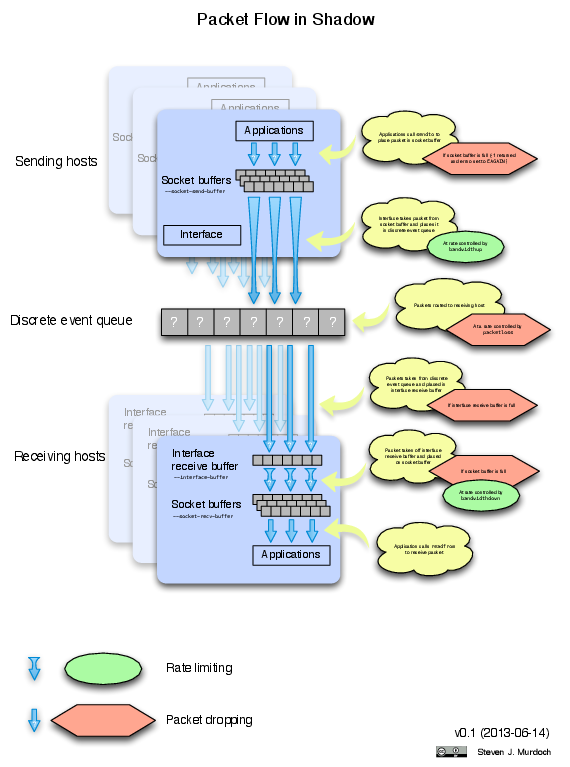 Packet Flow in Shadow
Applications
Applications
Sending hosts
Applications
Socket buffers
--socket-send-buffer
Interface
Applications call send to to
place packet in socket buffer
If socket buffer is full
returned
and errno set to EAGAIN
Interface takes packet from
socket buffer and places it
in discrete event queue
At rate controlled by
bandwidthup
Discrete event queue
? ? ? ? ? ? ?
Packets routed to receiving host
At a rate controlled by
packetloss
Packets taken from discrete
event queue and placed in
interface receive buffer
If interface receive buffer is full
Receiving hosts
Interface
Interface
Interface
receive buffer
--interface-buffer
Socket buffers
--socket-recv-buffer
Applications
Packet takes off interface
receive buffer and placed
on socket buffer
If socket buffer is full
At rate controlled by
bandwidthdown
Application calls
to receive packet
Rate limiting
Packet dropping
v0.1 (2013-06-14)
Steven J. Murdoch